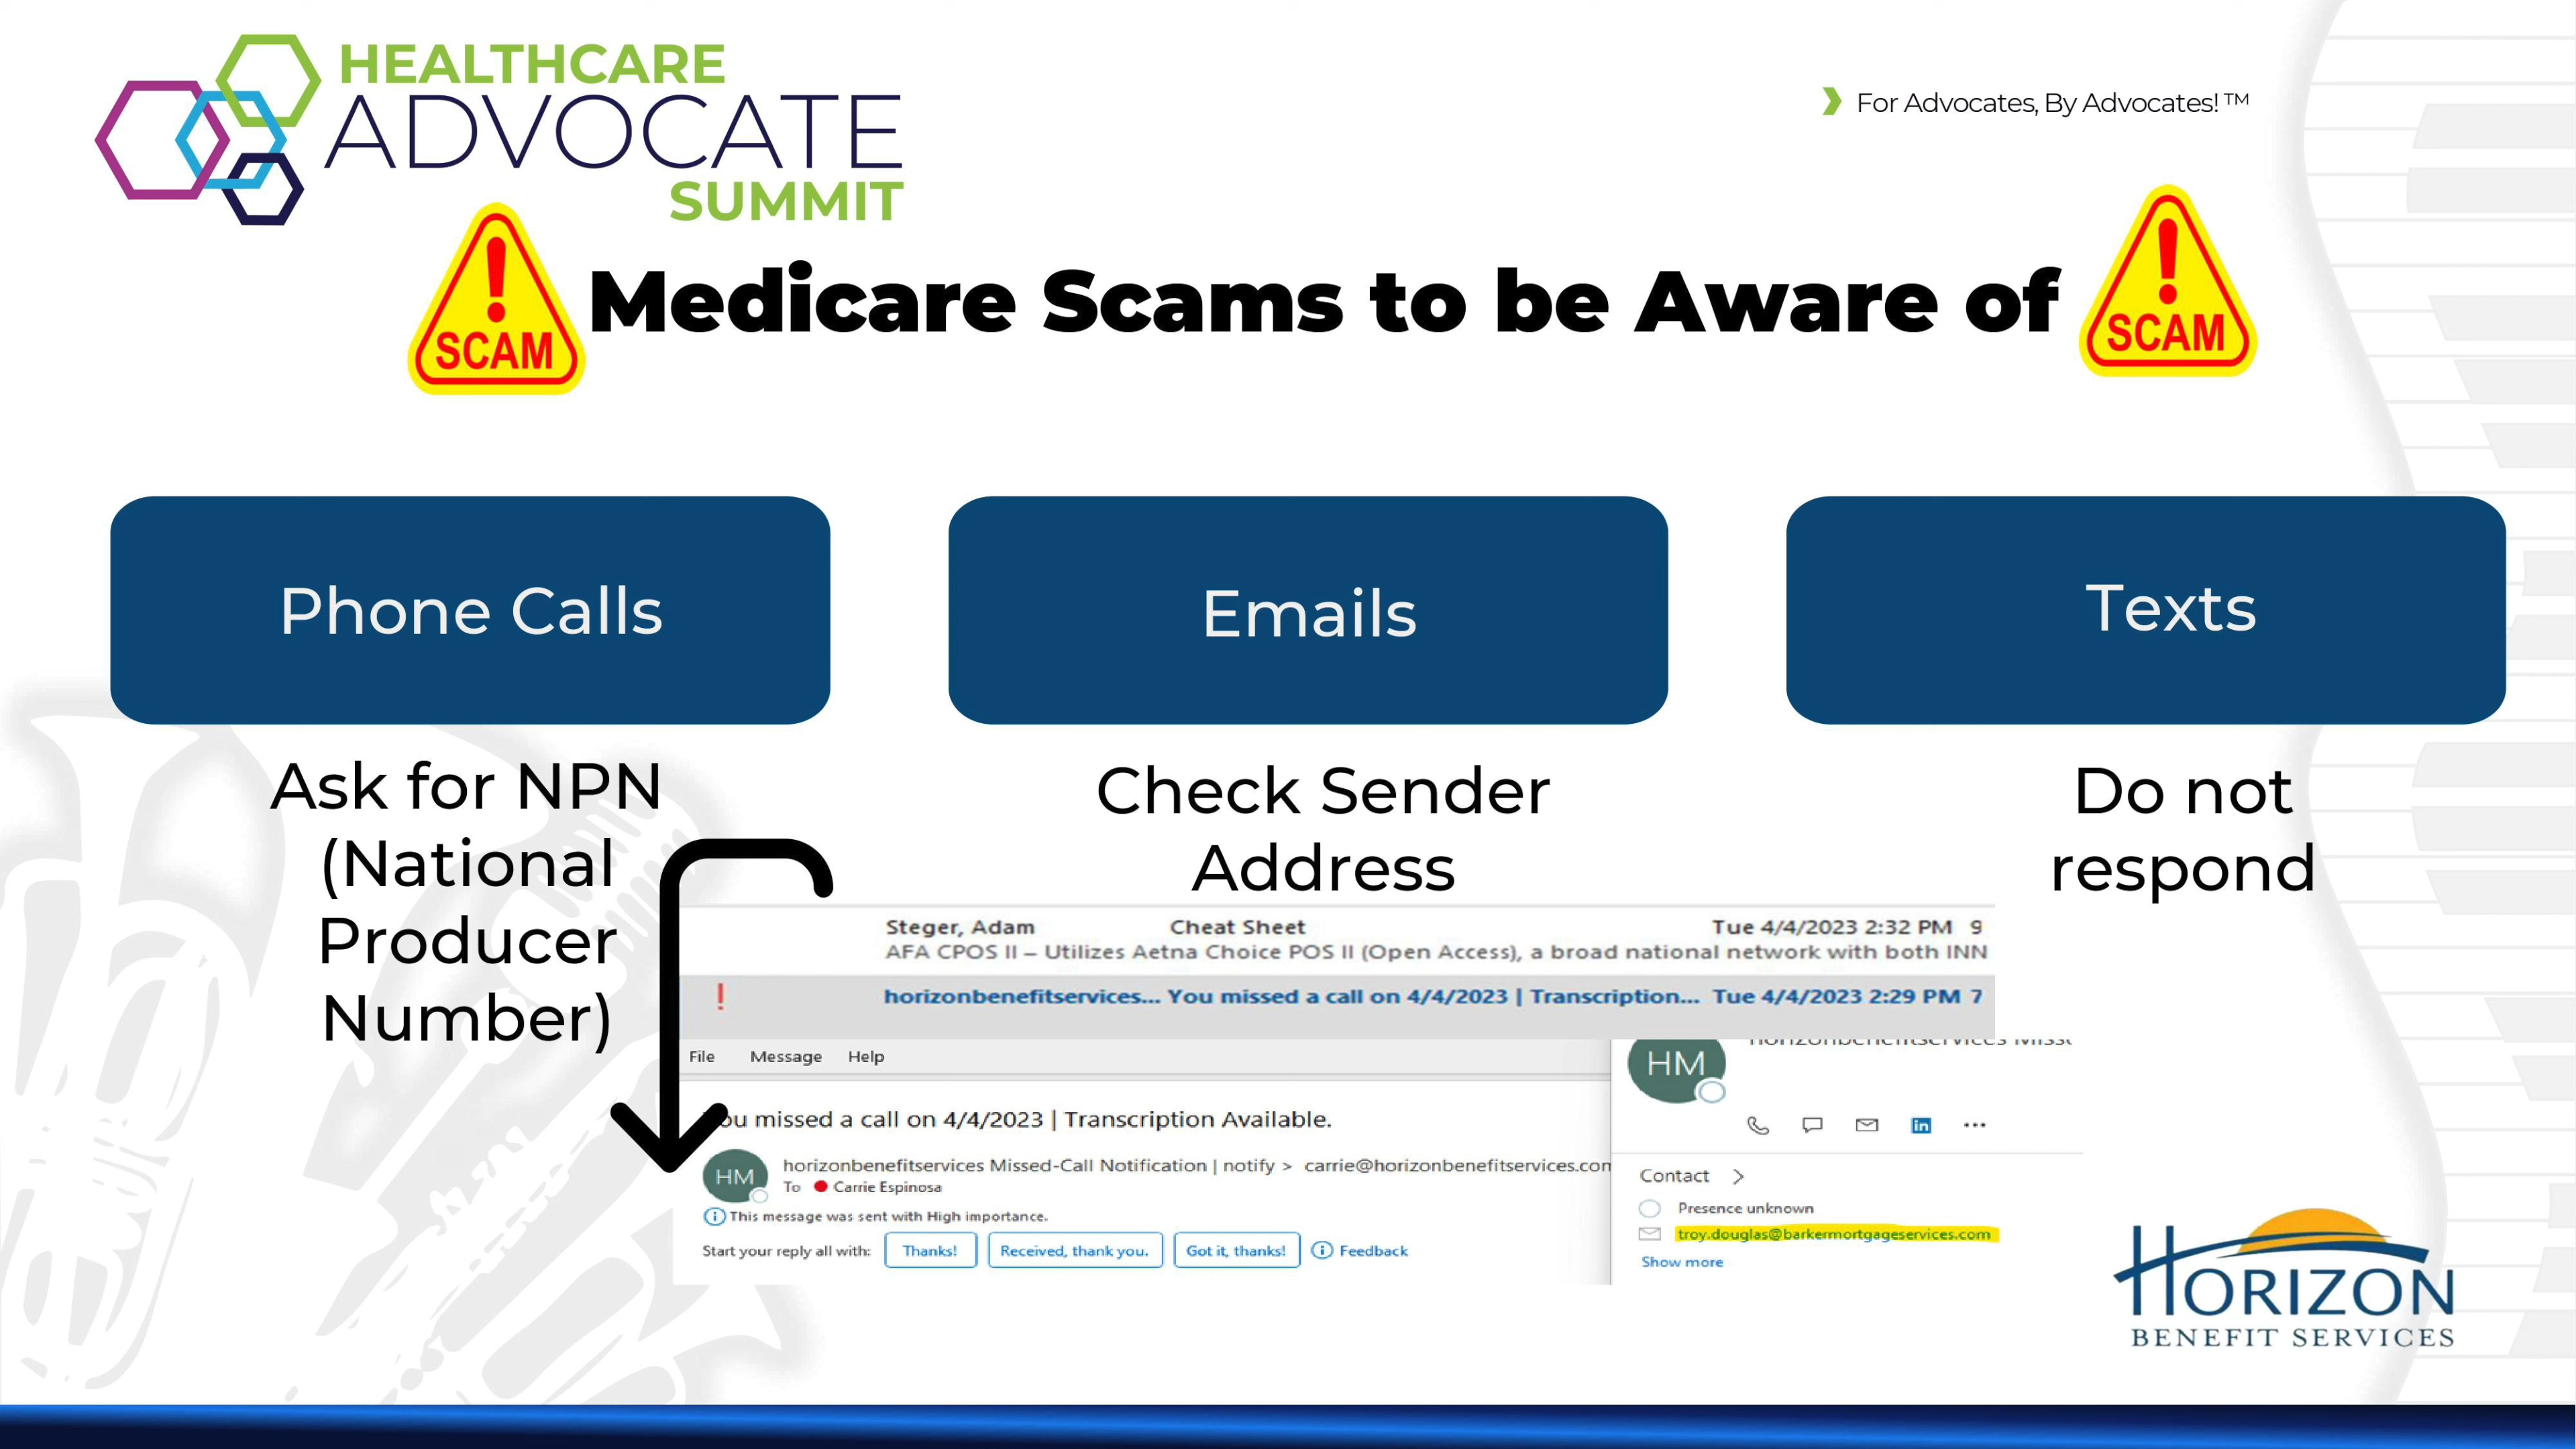 HEALTHCARE
ADVOCATE
SUMMIT
For Advocates, By Advocates!™
SCAM
Medicare Scams to be Aware of
SCAM
Phone Calls
Emails
Texts
Ask for NPN
(National
Producer
Number)
Check Sender
Address
Do not
respond
Steger, Adam Cheat Sheet Tue 4/4/2023 2:32 PM 9
AFA CPOS II – Utilizes Aetna Choice POS II (Open Access), a broad national network with both INN
! horizonbenefitservices... You missed a call on 4/4/2023 | Transcription... Tue 4/4/2023 2:29 PM 7
File Message Help
ou missed a call on 4/4/2023 | Transcription Available.
HM
horizonbenefitservices Missed-Call Notification | notify > carrie@horizonbenefitservices.com
To Carrie Espinosa
This message was sent with High importance.
Start your reply all with: Thanks! Received, thank you. Got it, thanks! Feedback
HM
in ...
Contact >
Presence unknown
troy.douglas@barkermortgageservices.com
Show more
HORIZON
BENEFIT SERVICES